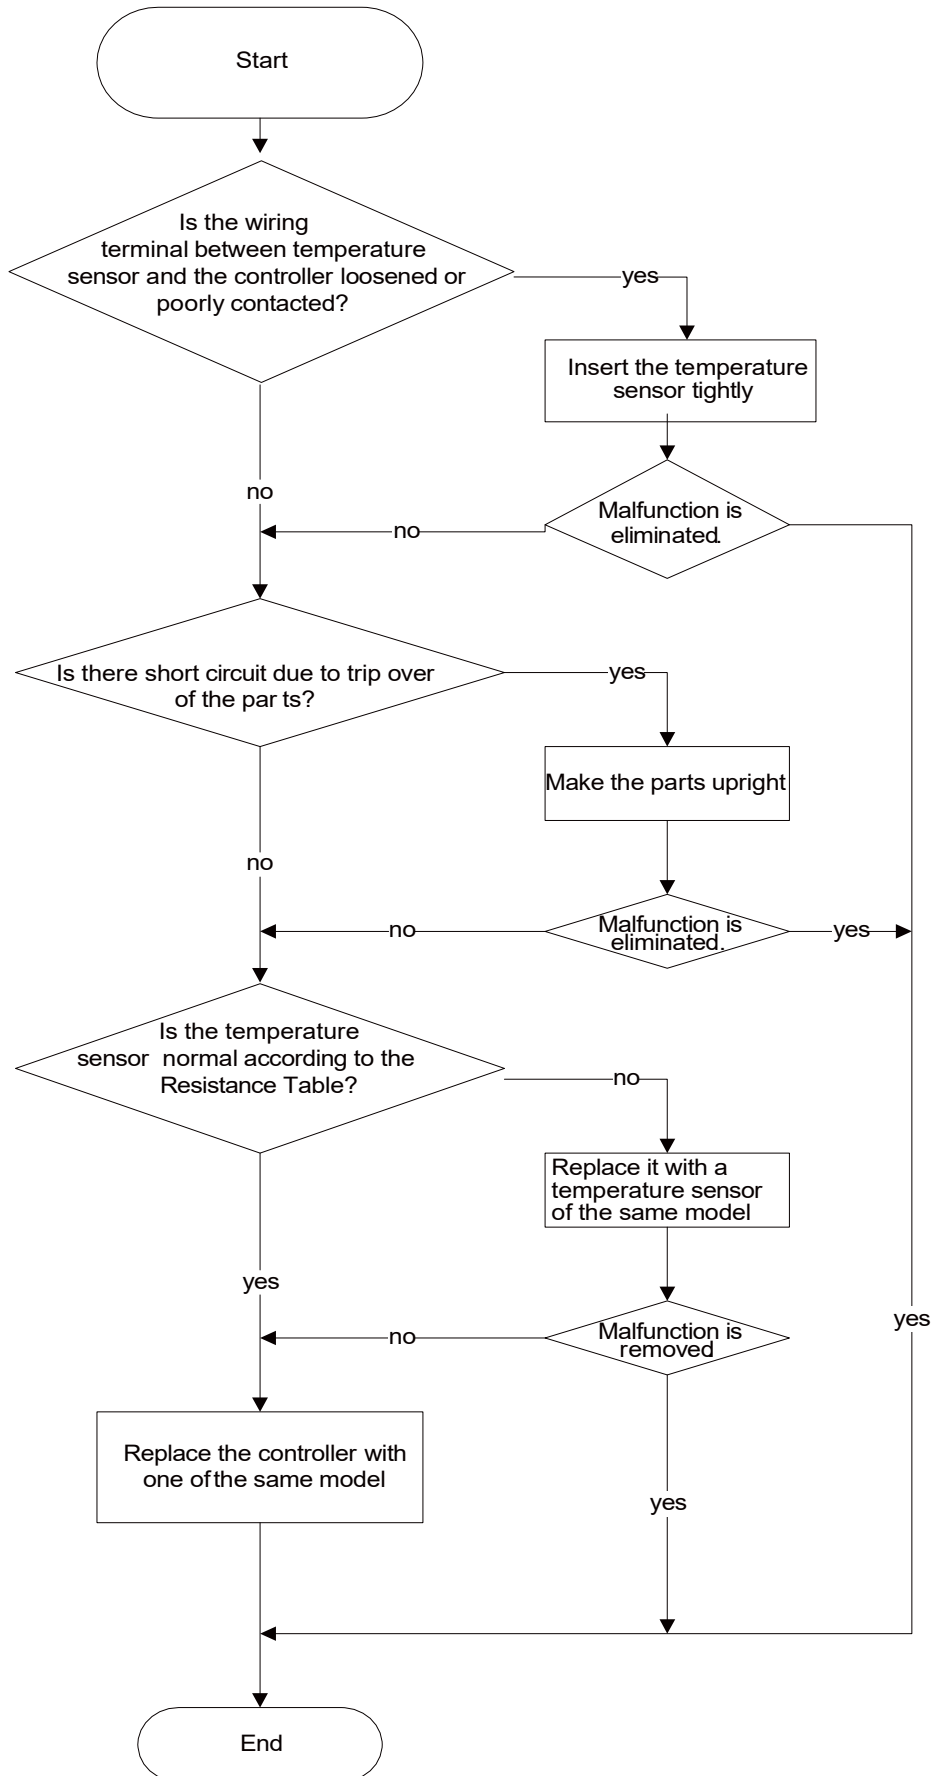 Start
Is the wiring
terminal between temperature
sensor and the controller loosened or
poorly contacted?
yes
Insert the temperature
sensor tightly
no
Malfunction is
eliminated.
no
Is there short circuit due to trip over
of the par ts?
yes
Make the parts upright
no
Malfunction is
eliminated.
no
yes
Is the temperature
sensor normal according to the
Resistance Table?
no
Replace it with a
temperature sensor
of the same model
yes
Malfunction is
removed
no
yes
Replace the controller with
one of the same model
yes
End